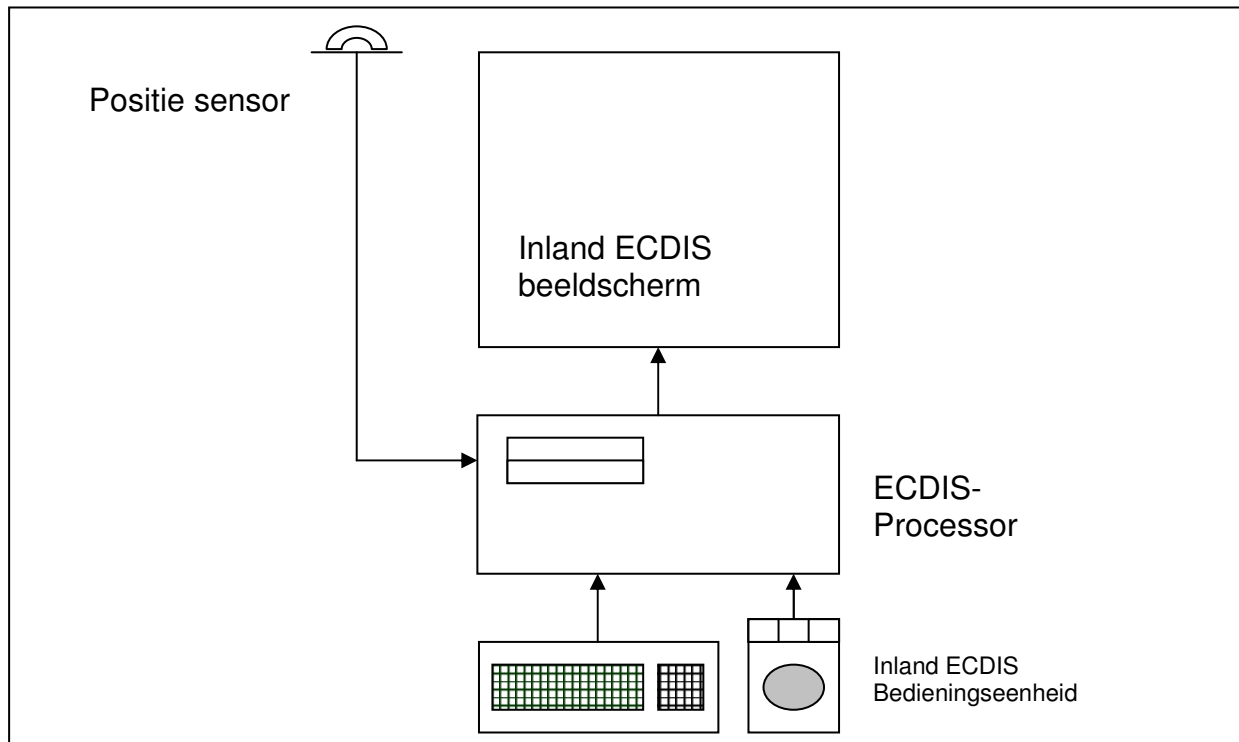 Positie sensor
Inland ECDIS
beeldscherm
ECDIS-
Processor
Inland ECDIS
Bedieningseenheid